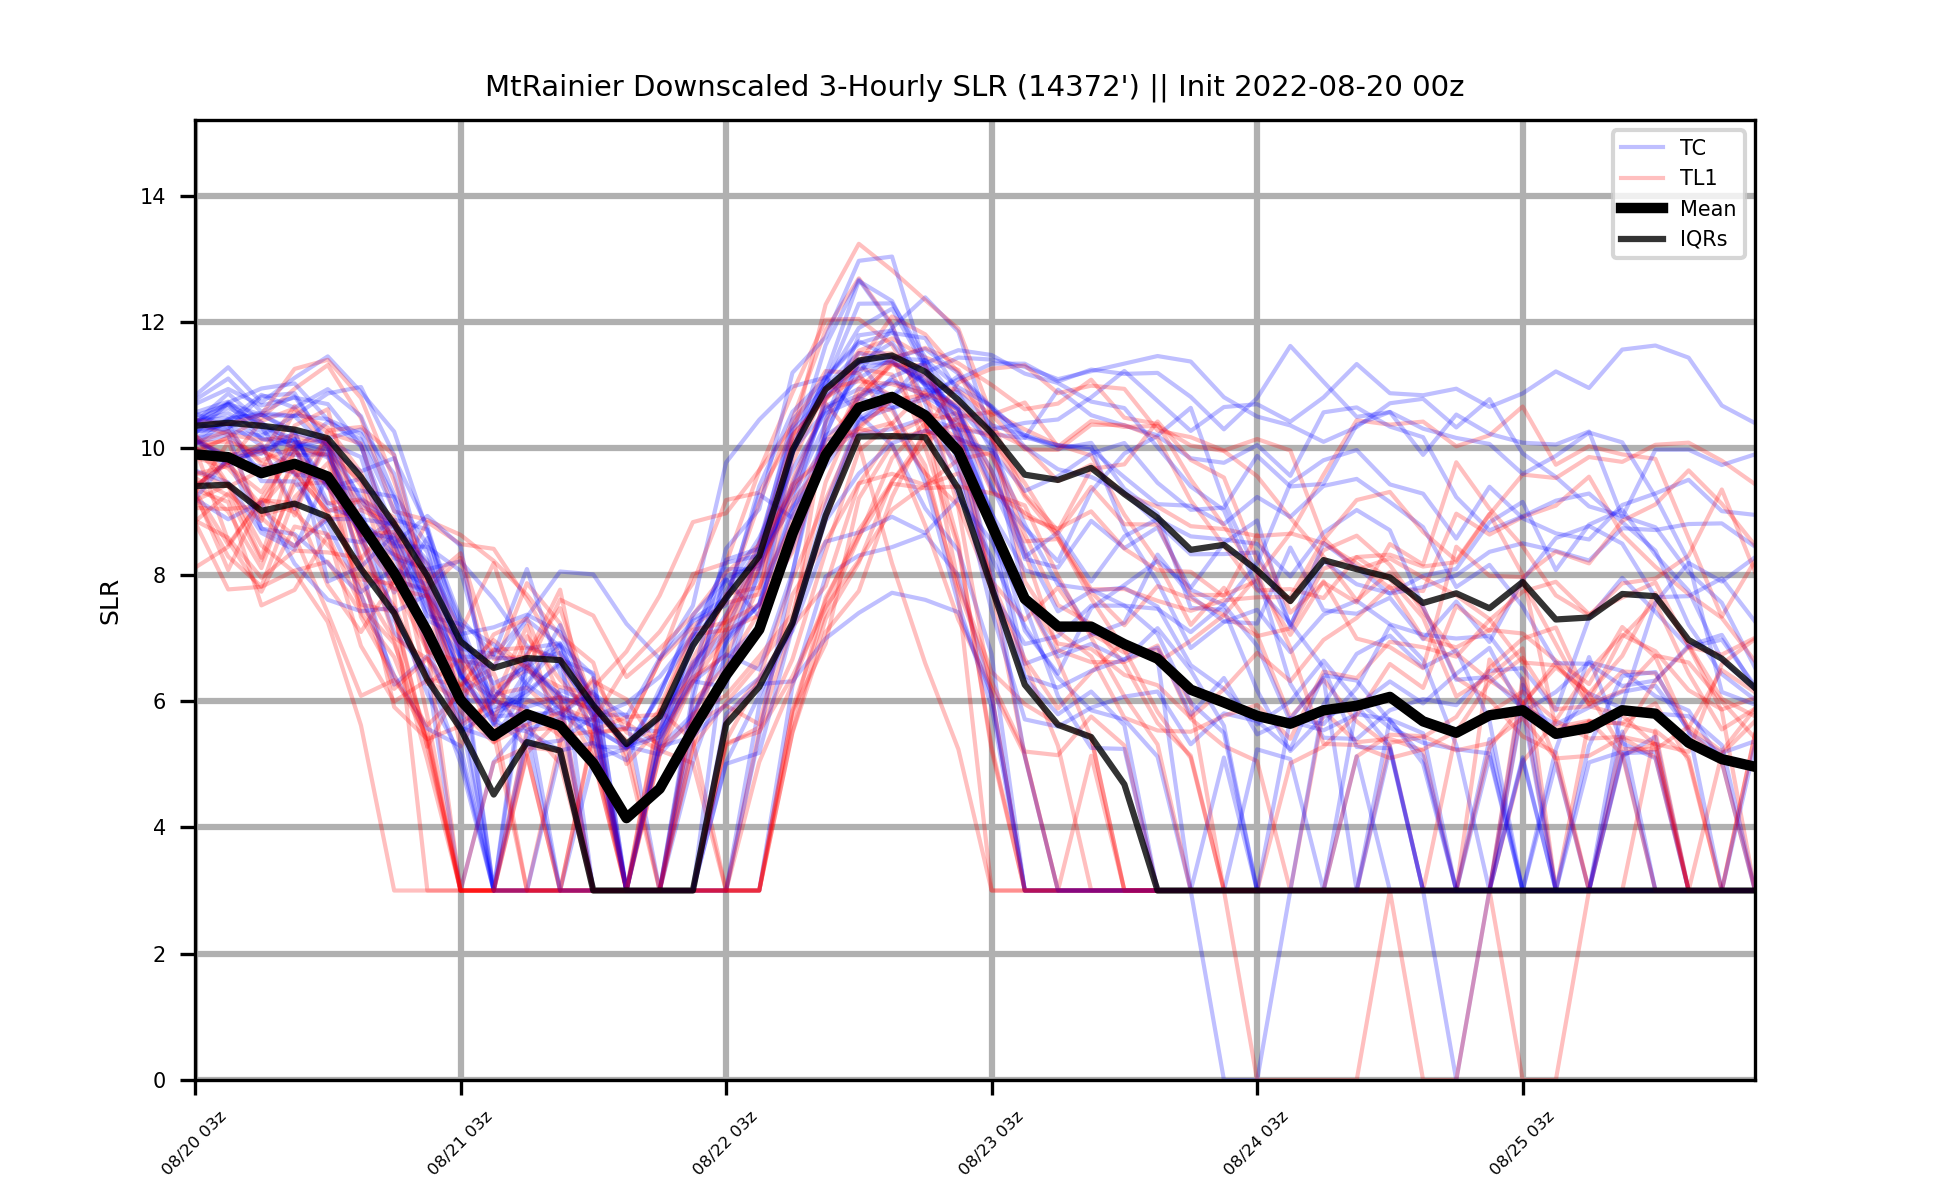 MtRainier Downscaled 3-Hourly SLR (14372') || Init 2022-08-20 00z
TC
TL1
Mean
IQRs
SLR
14
12
10
8
6
4
2
0
08/20 03z
08/21 03z
08/22 03z
08/23 03z
08/24 03z
08/25 03z